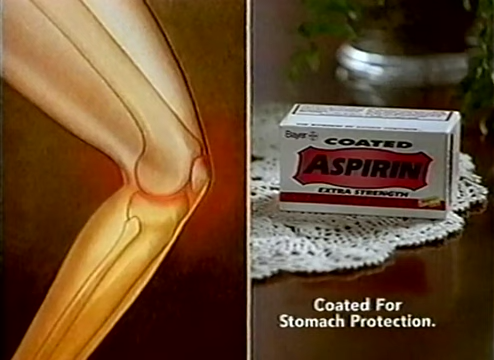 Bayer
COATED
ASPIRIN
EXTRA STRENGTH
Coated For
Stomach Protection.